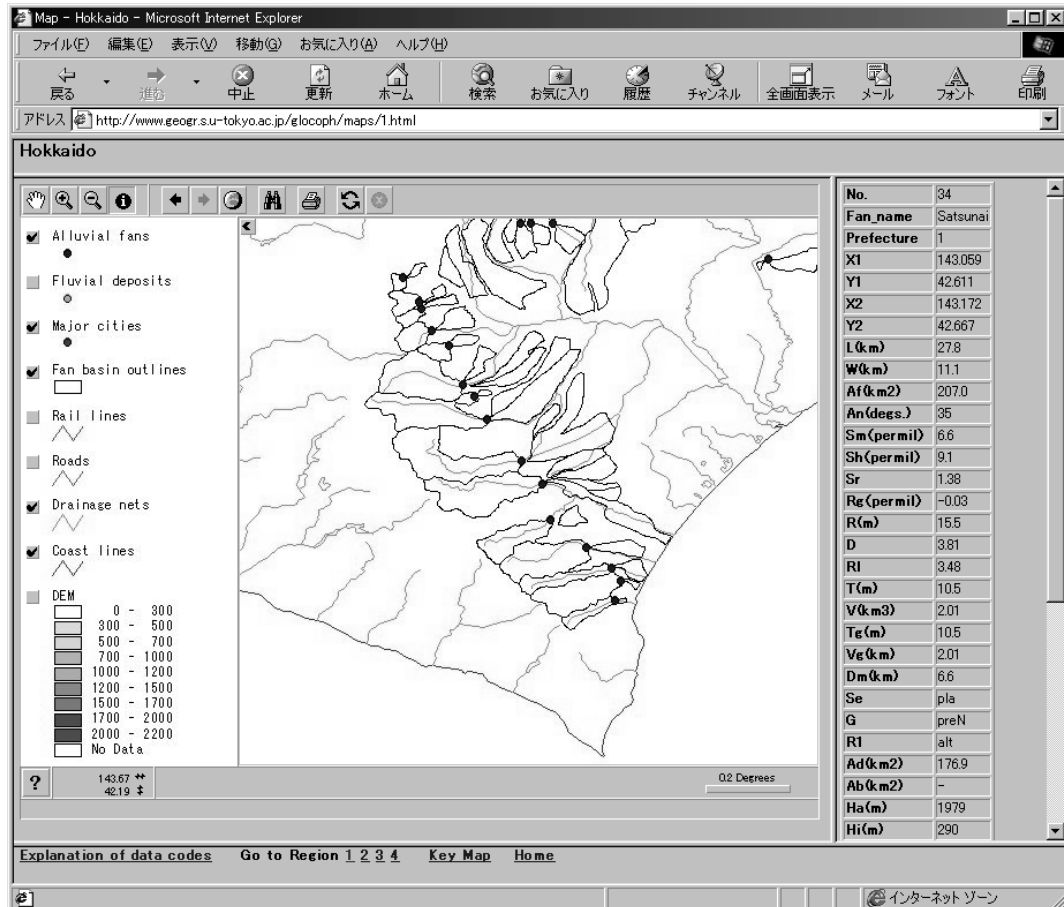 Map - Hokkaido - Microsoft Internet Explorer
ファイル(F) 編集(E) 表示(V) 移動(G) お気に入り(A) ヘルプ(H)
戻る 進む 中止 更新 ホーム 検索 お気に入り 履歴 チャンネル 全画面表示 メール フォント 印刷
アドレス http://www.geogr.s.u-tokyo.ac.jp/glocoph/maps/1.html
Hokkaido
Alluvial fans
Fluvial deposits
Major cities
Fan basin outlines
Rail lines
Roads
Drainage nets
Coast lines
DEM
0 - 300
300 - 500
500 - 700
700 - 1000
1000 - 1200
1200 - 1500
1500 - 1700
1700 - 2000
2000 - 2200
No Data
?
143.67
42.19
0.2 Degrees
No. 34
Fan_name Satsunai
Prefecture 1
X1 143.059
Y1 42.611
X2 143.172
Y2 42.667
L(km) 27.8
W(km) 11.1
Af(km2) 207.0
An(degs.) 35
Sm(permil) 6.6
Sh(permil) 9.1
Sr 1.38
Rg(permil) -0.03
R(m) 15.5
D 3.81
RI 3.48
T(m) 10.5
V(km3) 2.01
Tg(m) 10.5
Vg(km) 2.01
Dm(km) 6.6
Se pla
G preN
R1 alt
Ad(km2) 176.9
Ab(km2) -
Ha(m) 1979
Hi(m) 290
Explanation of data codes Go to Region 1 2 3 4 Key Map Home
インターネット ゾーン